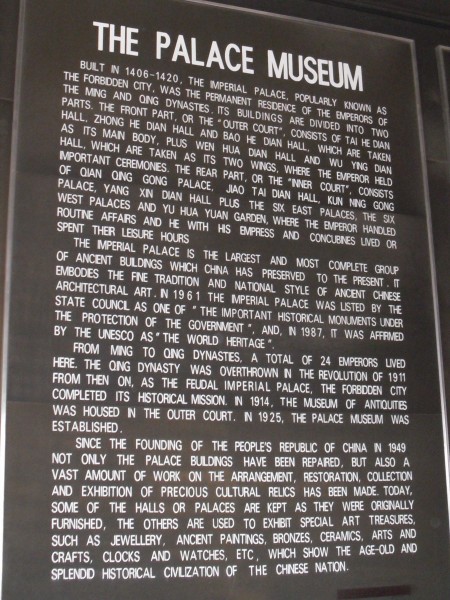 THE PALACE MUSEUM
BUILT IN 1406-1420, THE IMPERIAL PALACE, POPULARLY KNOWN AS
THE FORBIDDEN CITY, WAS THE PERMANENT RESIDENCE OF THE EMPERORS OF
THE MING AND QING DYNASTIES. ITS BUILDINGS ARE DIVIDED INTO TWO
PARTS. THE FRONT PART, OR THE "OUTER COURT", CONSISTS OF TAI HE DIAN
HALL, ZHONG HE DIAN HALL AND BAO HE DIAN HALL, WHICH ARE TAKEN
AS ITS MAIN BODY, PLUS WEN HUA DIAN HALL AND WU YING DIAN
HALL, WHICH ARE TAKEN AS ITS TWO WINGS, WHERE THE EMPEROR HELD
IMPORTANT CEREMONIES. THE REAR PART, OR THE "INNER COURT", CONSISTS
OF QIAN QING GONG PALACE, JIAO TAI DIAN HALL, KUN NING GONG
PALACE, YANG XIN DIAN HALL PLUS THE SIX EAST PALACES, THE SIX
WEST PALACES AND YU HUA YUAN GARDEN, WHERE THE EMPEROR HANDLED
ROUTINE AFFAIRS AND HE WITH HIS EMPRESS AND CONCUBINES LIVED OR
SPENT THEIR LEISURE HOURS
THE IMPERIAL PALACE IS THE LARGEST AND MOST COMPLETE GROUP
OF ANCIENT BUILDINGS WHICH CHINA HAS PRESERVED TO THE PRESENT. IT
EMBODIES THE FINE TRADITION AND NATIONAL STYLE OF ANCIENT CHINESE
ARCHITECTURAL ART. IN 1961 THE IMPERIAL PALACE WAS LISTED BY THE
STATE COUNCIL AS ONE OF "THE IMPORTANT HISTORICAL MONUMENTS UNDER
THE PROTECTION OF THE GOVERNMENT", AND, IN 1987, IT WAS AFFIRMED
BY THE UNESCO AS "THE WORLD HERITAGE".
FROM MING TO QING DYNASTIES, A TOTAL OF 24 EMPERORS LIVED
HERE. THE QING DYNASTY WAS OVERTHROWN IN THE REVOLUTION OF 1911
FROM THEN ON, AS THE FEUDAL IMPERIAL PALACE, THE FORBIDDEN CITY
COMPLETED ITS HISTORICAL MISSION. IN 1914, THE MUSEUM OF ANTIQUITIES
WAS HOUSED IN THE OUTER COURT. IN 1925, THE PALACE MUSEUM WAS
ESTABLISHED.
SINCE THE FOUNDING OF THE PEOPLE'S REPUBLIC OF CHINA IN 1949
NOT ONLY THE PALACE BUILDINGS HAVE BEEN REPAIRED, BUT ALSO A
VAST AMOUNT OF WORK ON THE ARRANGEMENT, RESTORATION, COLLECTION
AND EXHIBITION OF PRECIOUS CULTURAL RELICS HAS BEEN MADE. TODAY,
SOME OF THE HALLS OR PALACES ARE KEPT AS THEY WERE ORIGINALLY
FURNISHED, THE OTHERS ARE USED TO EXHIBIT SPECIAL ART TREASURES,
SUCH AS JEWELLERY, ANCIENT PAINTINGS, BRONZES, CERAMICS, ARTS AND
CRAFTS, CLOCKS AND WATCHES, ETC, WHICH SHOW THE AGE-OLD AND
SPLENDID HISTORICAL CIVILIZATION OF THE CHINESE NATION.